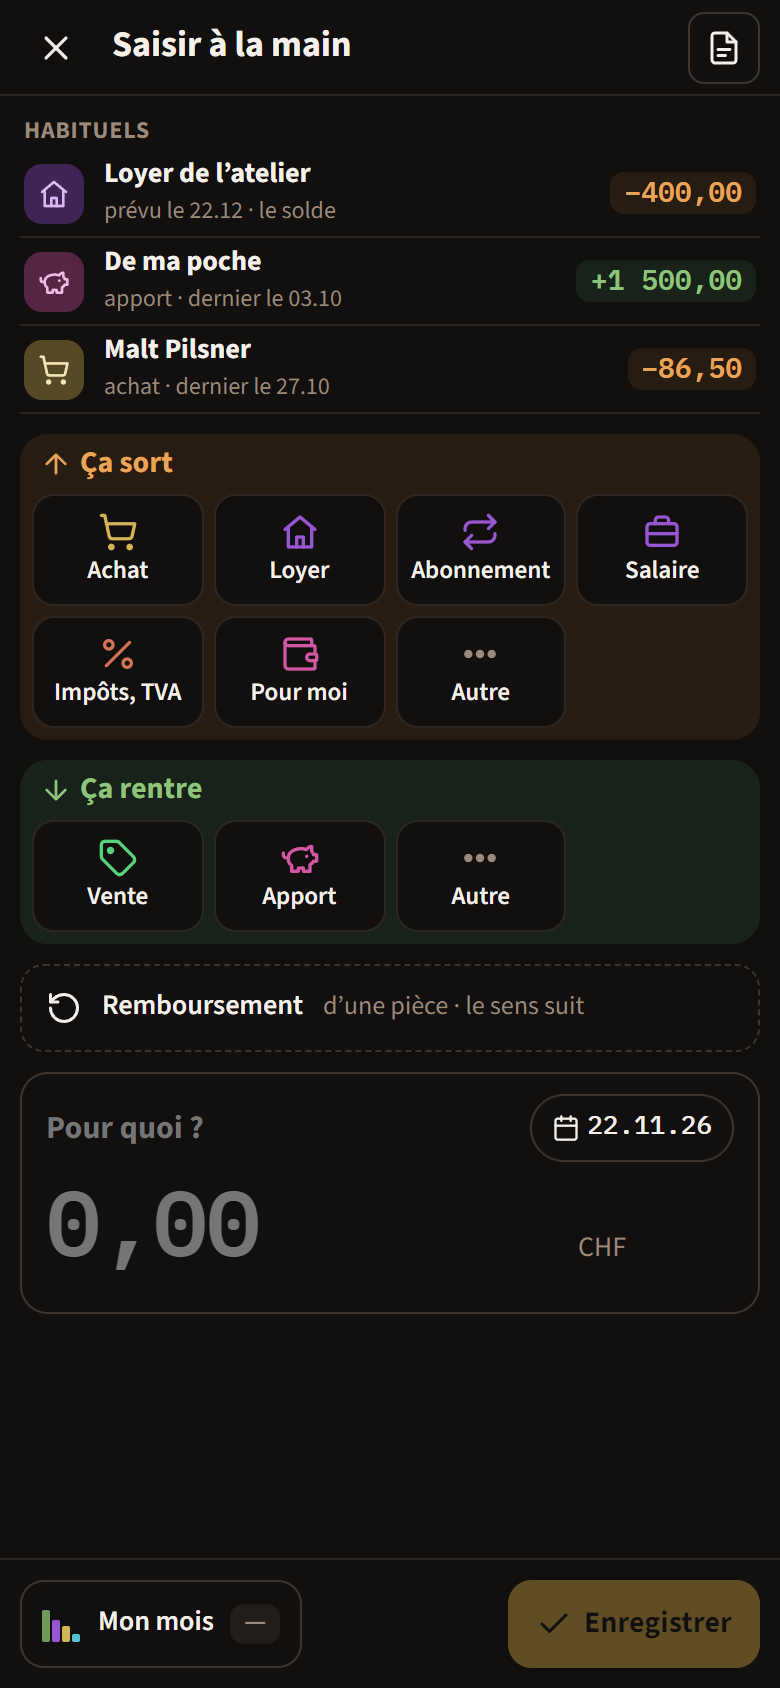 Saisir à la main
HABITUELS
Loyer de l’atelier
prévu le 22.12 · le solde
−400,00
De ma poche
apport · dernier le 03.10
+1 500,00
Malt Pilsner
achat · dernier le 27.10
−86,50
Ça sort
Achat
Loyer
Abonnement
Salaire
Impôts, TVA
Pour moi
Autre
Ça rentre
Vente
Apport
Autre
Remboursement d’une pièce · le sens suit
Pour quoi ?
22.11.26
0,00
CHF
Mon mois —
Enregistrer